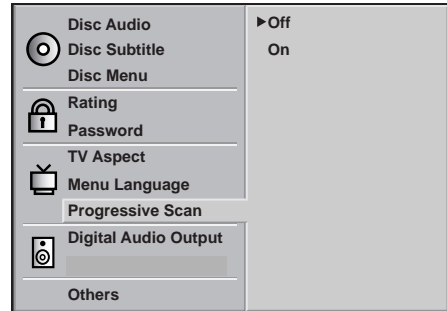 Disc Audio
Disc Subtitle
Disc Menu
Rating
Password
TV Aspect
Menu Language
Progressive Scan
Digital Audio Output
Others
▶Off
On